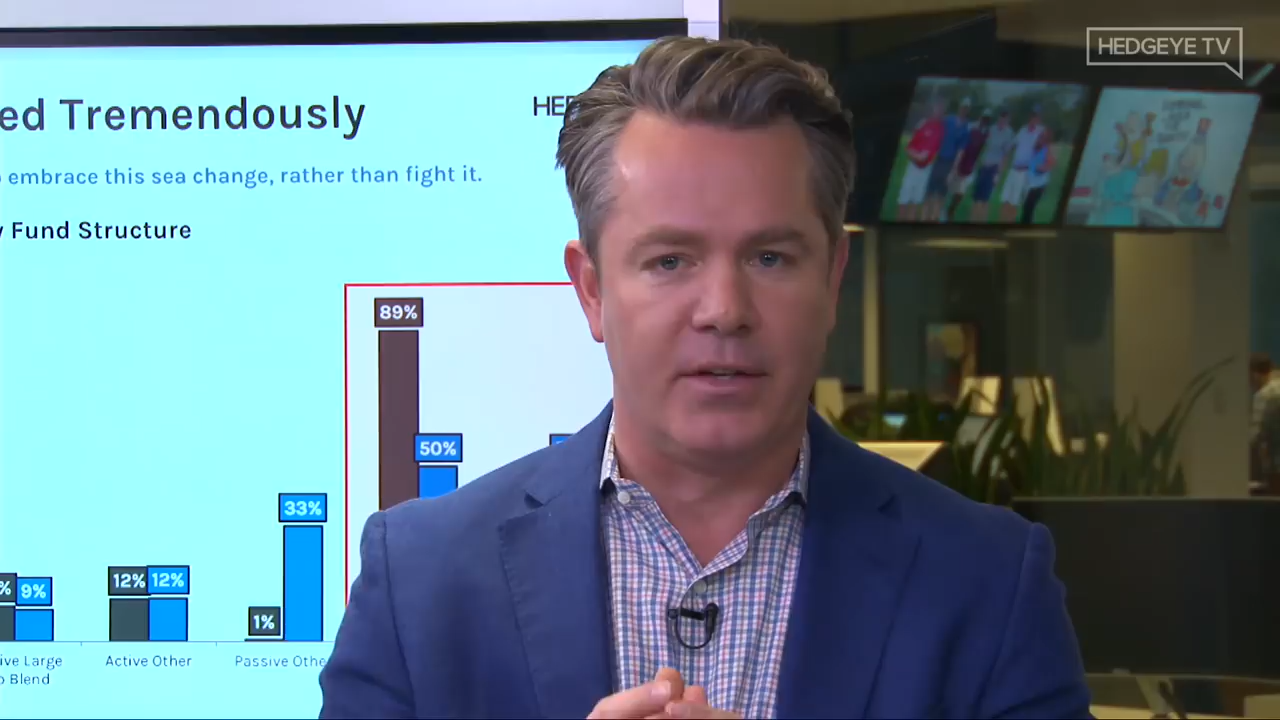 HEDGEYE TV
ed Tremendously
HE
embrace this sea change, rather than fight it.
Fund Structure
89%
50%
33%
% 9%
12% 12%
1%
ive Large
Blend
Active Other
Passive Othe